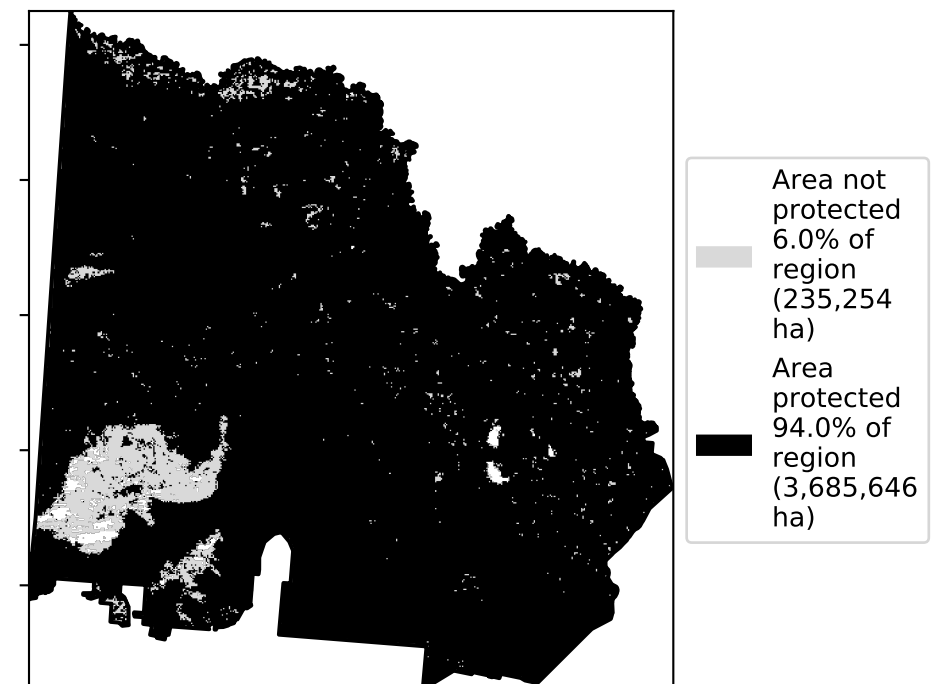 Area not
protected
6.0% of
region
(235,254
ha)
Area
protected
94.0% of
region
(3,685,646
ha)